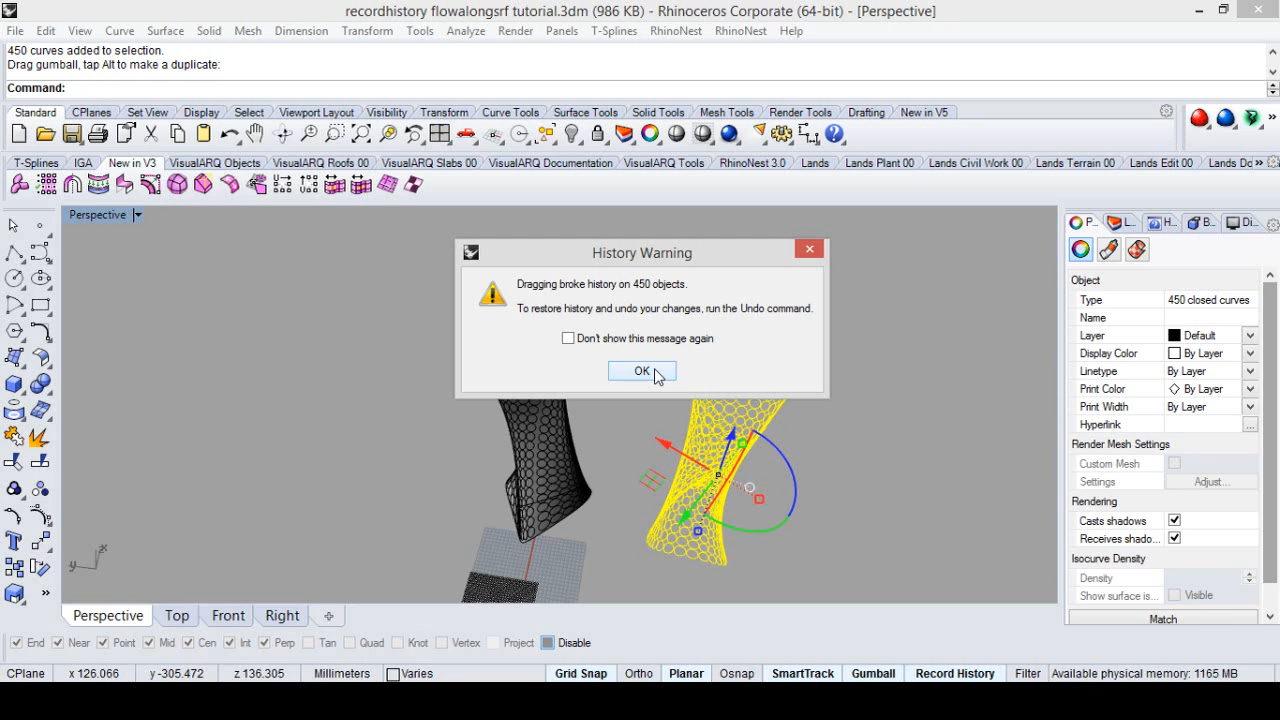 recordhistory flowalongsrf tutorial.3dm (986 KB) - Rhinoceros Corporate (64-bit) - [Perspective]
File Edit View Curve Surface Solid Mesh Dimension Transform Tools Analyze Render Panels T-Splines RhinoNest RhinoNest Help
450 curves added to selection.
Drag gumball, tap Alt to make a duplicate:
Command:
Standard CPlanes Set View Display Select Viewport Layout Visibility Transform Curve Tools Surface Tools Solid Tools Mesh Tools Render Tools Drafting New in V5
T-Splines IGA New in V3 VisualARQ Objects VisualARQ Roofs 00 VisualARQ Slabs 00 VisualARQ Documentation VisualARQ Tools RhinoNest 3.0 Lands Lands Plant 00 Lands Civil Work 00 Lands Terrain 00 Lands Edit 00 Lands Do
Perspective
P... L... H... B... Di...
History Warning
Dragging broke history on 450 objects.
To restore history and undo your changes, run the Undo command.
Don't show this message again
OK
Object
Type 450 closed curves
Name
Layer Default
Display Color By Layer
Linetype By Layer
Print Color By Layer
Print Width By Layer
Hyperlink ...
Render Mesh Settings
Custom Mesh
Settings Adjust...
Rendering
Casts shadows
Receives shado...
Isocurve Density
Density
Show surface is... Visible
Match
z
y
Perspective Top Front Right
End Near Point Mid Cen Int Perp Tan Quad Knot Vertex Project Disable
CPlane x 126.066 y -305.472 z 136.305 Millimeters Varies Grid Snap Ortho Planar Osnap SmartTrack Gumball Record History Filter Available physical memory: 1165 MB